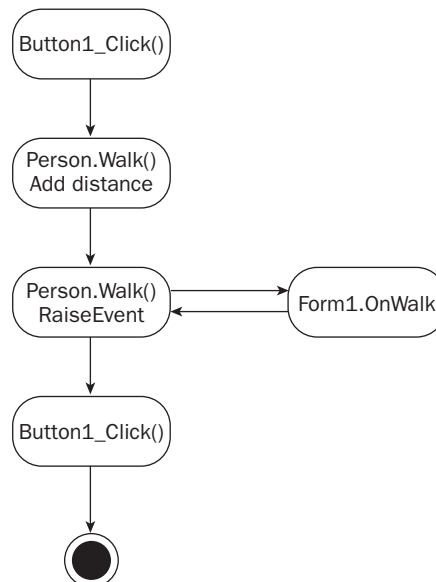 Button1_Click()
Person.Walk()
Add distance
Person.Walk()
RaiseEvent
Form1.OnWalk
Button1_Click()